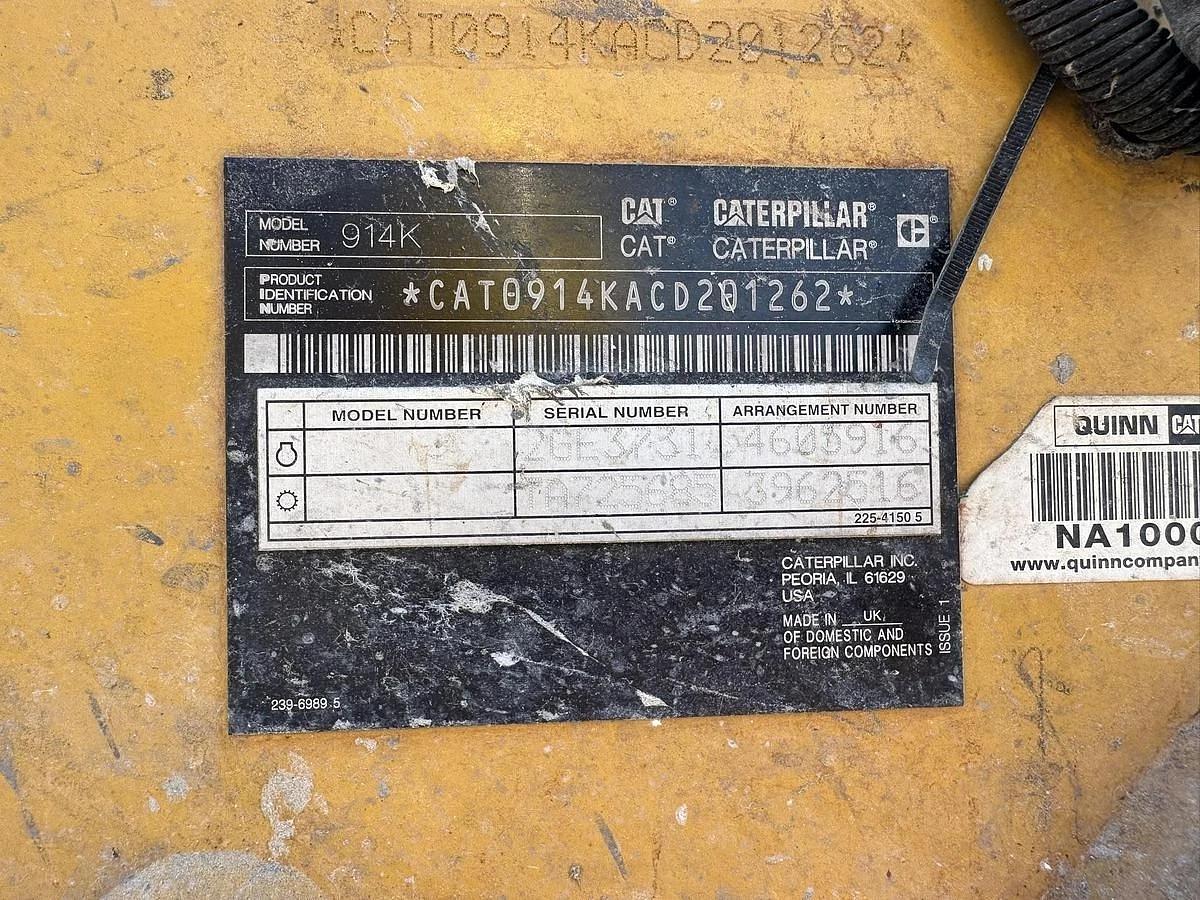 *CAT0914KACD201262*
MODEL NUMBER 914K
CAT® CATERPILLAR®
CAT® CATERPILLAR®
PRODUCT IDENTIFICATION NUMBER *CAT0914KACD201262*
MODEL NUMBER SERIAL NUMBER ARRANGEMENT NUMBER
3962516
225-4150 5
CATERPILLAR INC.
PEORIA, IL 61629
USA
MADE IN UK,
OF DOMESTIC AND
FOREIGN COMPONENTS
ISSUE 1
239-6989 5
QUINN CAT
NA1000
www.quinncompan